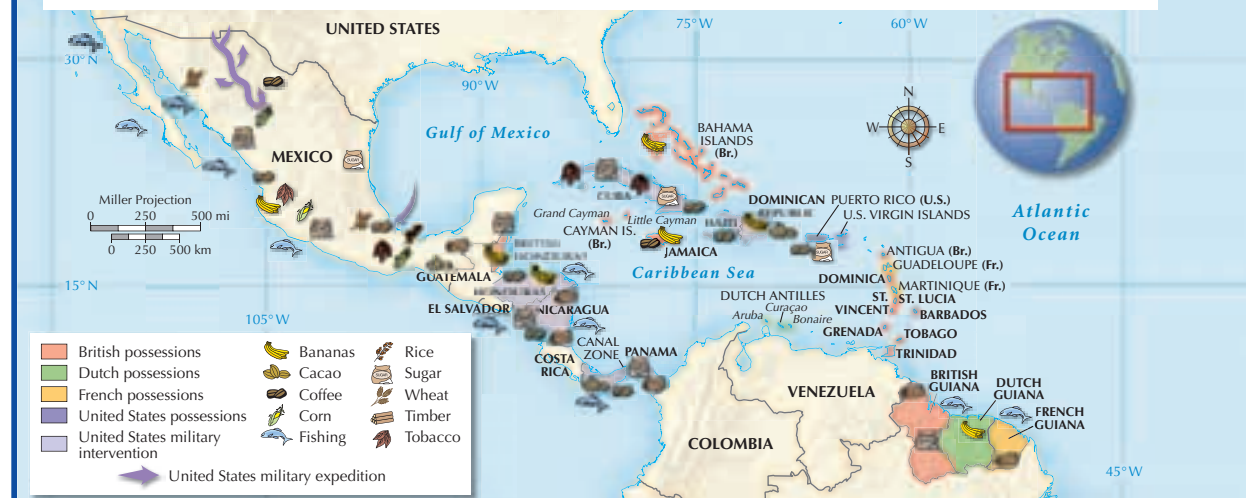 UNITED STATES
75°W
60°W
30°N
90°W
N
W
E
S
Gulf of Mexico
BAHAMA
ISLANDS
(Br.)
MEXICO
SUGAR
Miller Projection
0 250 500 mi
0 250 500 km
SUGAR
DOMINICAN
PUERTO RICO (U.S.)
U.S. VIRGIN ISLANDS
Grand Cayman
Little Cayman
CAYMAN IS.
(Br.)
JAMAICA
SUGAR
Atlantic
Ocean
Caribbean Sea
ANTIGUA (Br.)
GUADELOUPE (Fr.)
DOMINICA
MARTINIQUE (Fr.)
ST. LUCIA
ST.
VINCENT
BARBADOS
GRENADA
TOBAGO
TRINIDAD
GUATEMALA
15°N
105°W
EL SALVADOR
NICARAGUA
DUTCH ANTILLES
Curaçao
Aruba
Bonaire
COSTA
RICA
CANAL
ZONE
PANAMA
VENEZUELA
BRITISH
GUIANA
DUTCH
GUIANA
FRENCH
GUIANA
COLOMBIA
45°W
British possessions
Dutch possessions
French possessions
United States possessions
United States military
intervention
Bananas
Cacao
Coffee
Corn
Fishing
Rice
SUGAR
Sugar
Wheat
Timber
Tobacco
United States military expedition